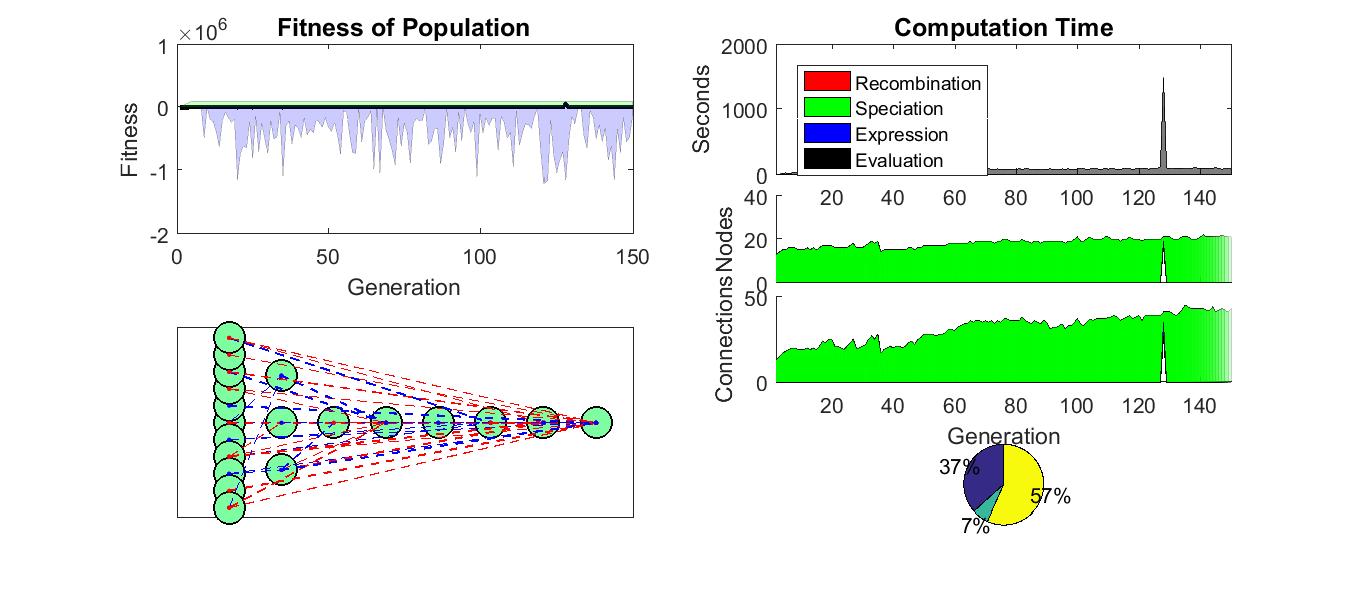 Fitness of Population
×10^6
1
0
-1
-2
Fitness
0 50 100 150
Generation
Computation Time
2000
1000
0
Seconds
Recombination
Speciation
Expression
Evaluation
20 40 60 80 100 120 140
40
20
0
Nodes
50
0
Connections
20 40 60 80 100 120 140
Generation
37%
57%
7%